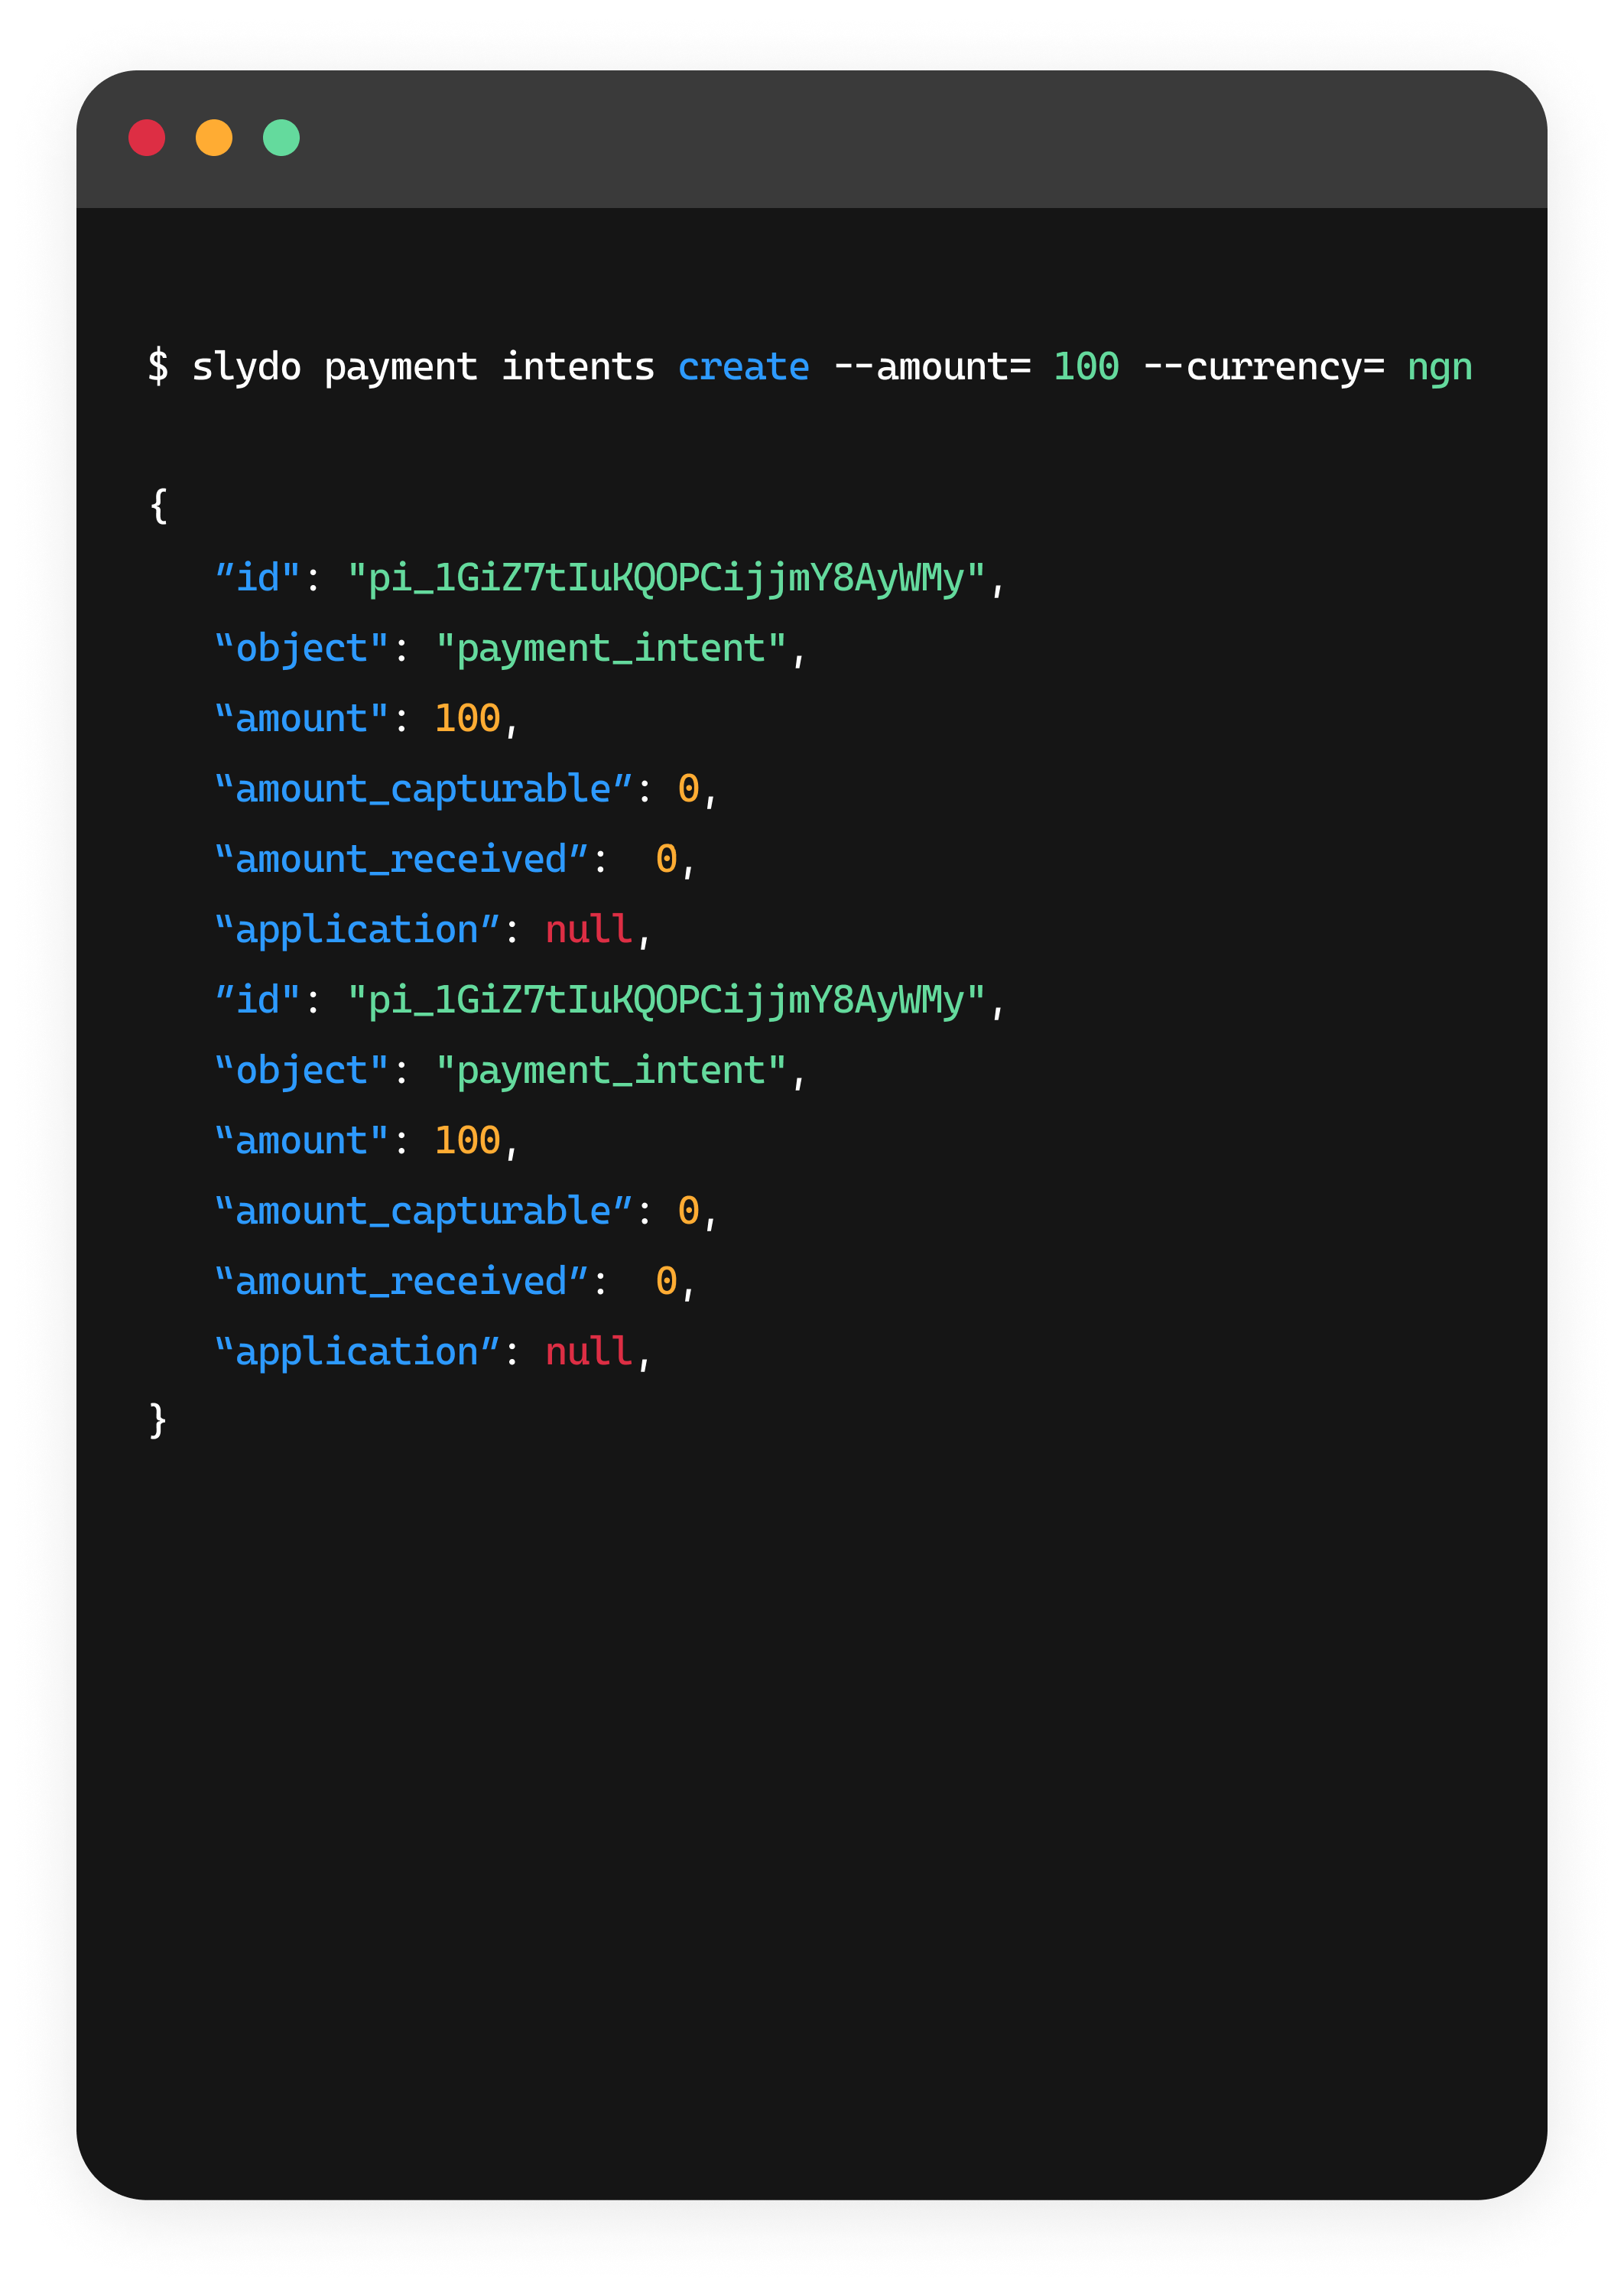 $ slydo payment intents create --amount= 100 --currency= ngn
{
”id": "pi_1GiZ7tIuKQOPCijjmY8AyWMy",
“object": "payment_intent",
“amount": 100,
“amount_capturable”: 0,
“amount_received”:  0,
“application”: null,
”id": "pi_1GiZ7tIuKQOPCijjmY8AyWMy",
“object": "payment_intent",
“amount": 100,
“amount_capturable”: 0,
“amount_received”:  0,
“application”: null,
}